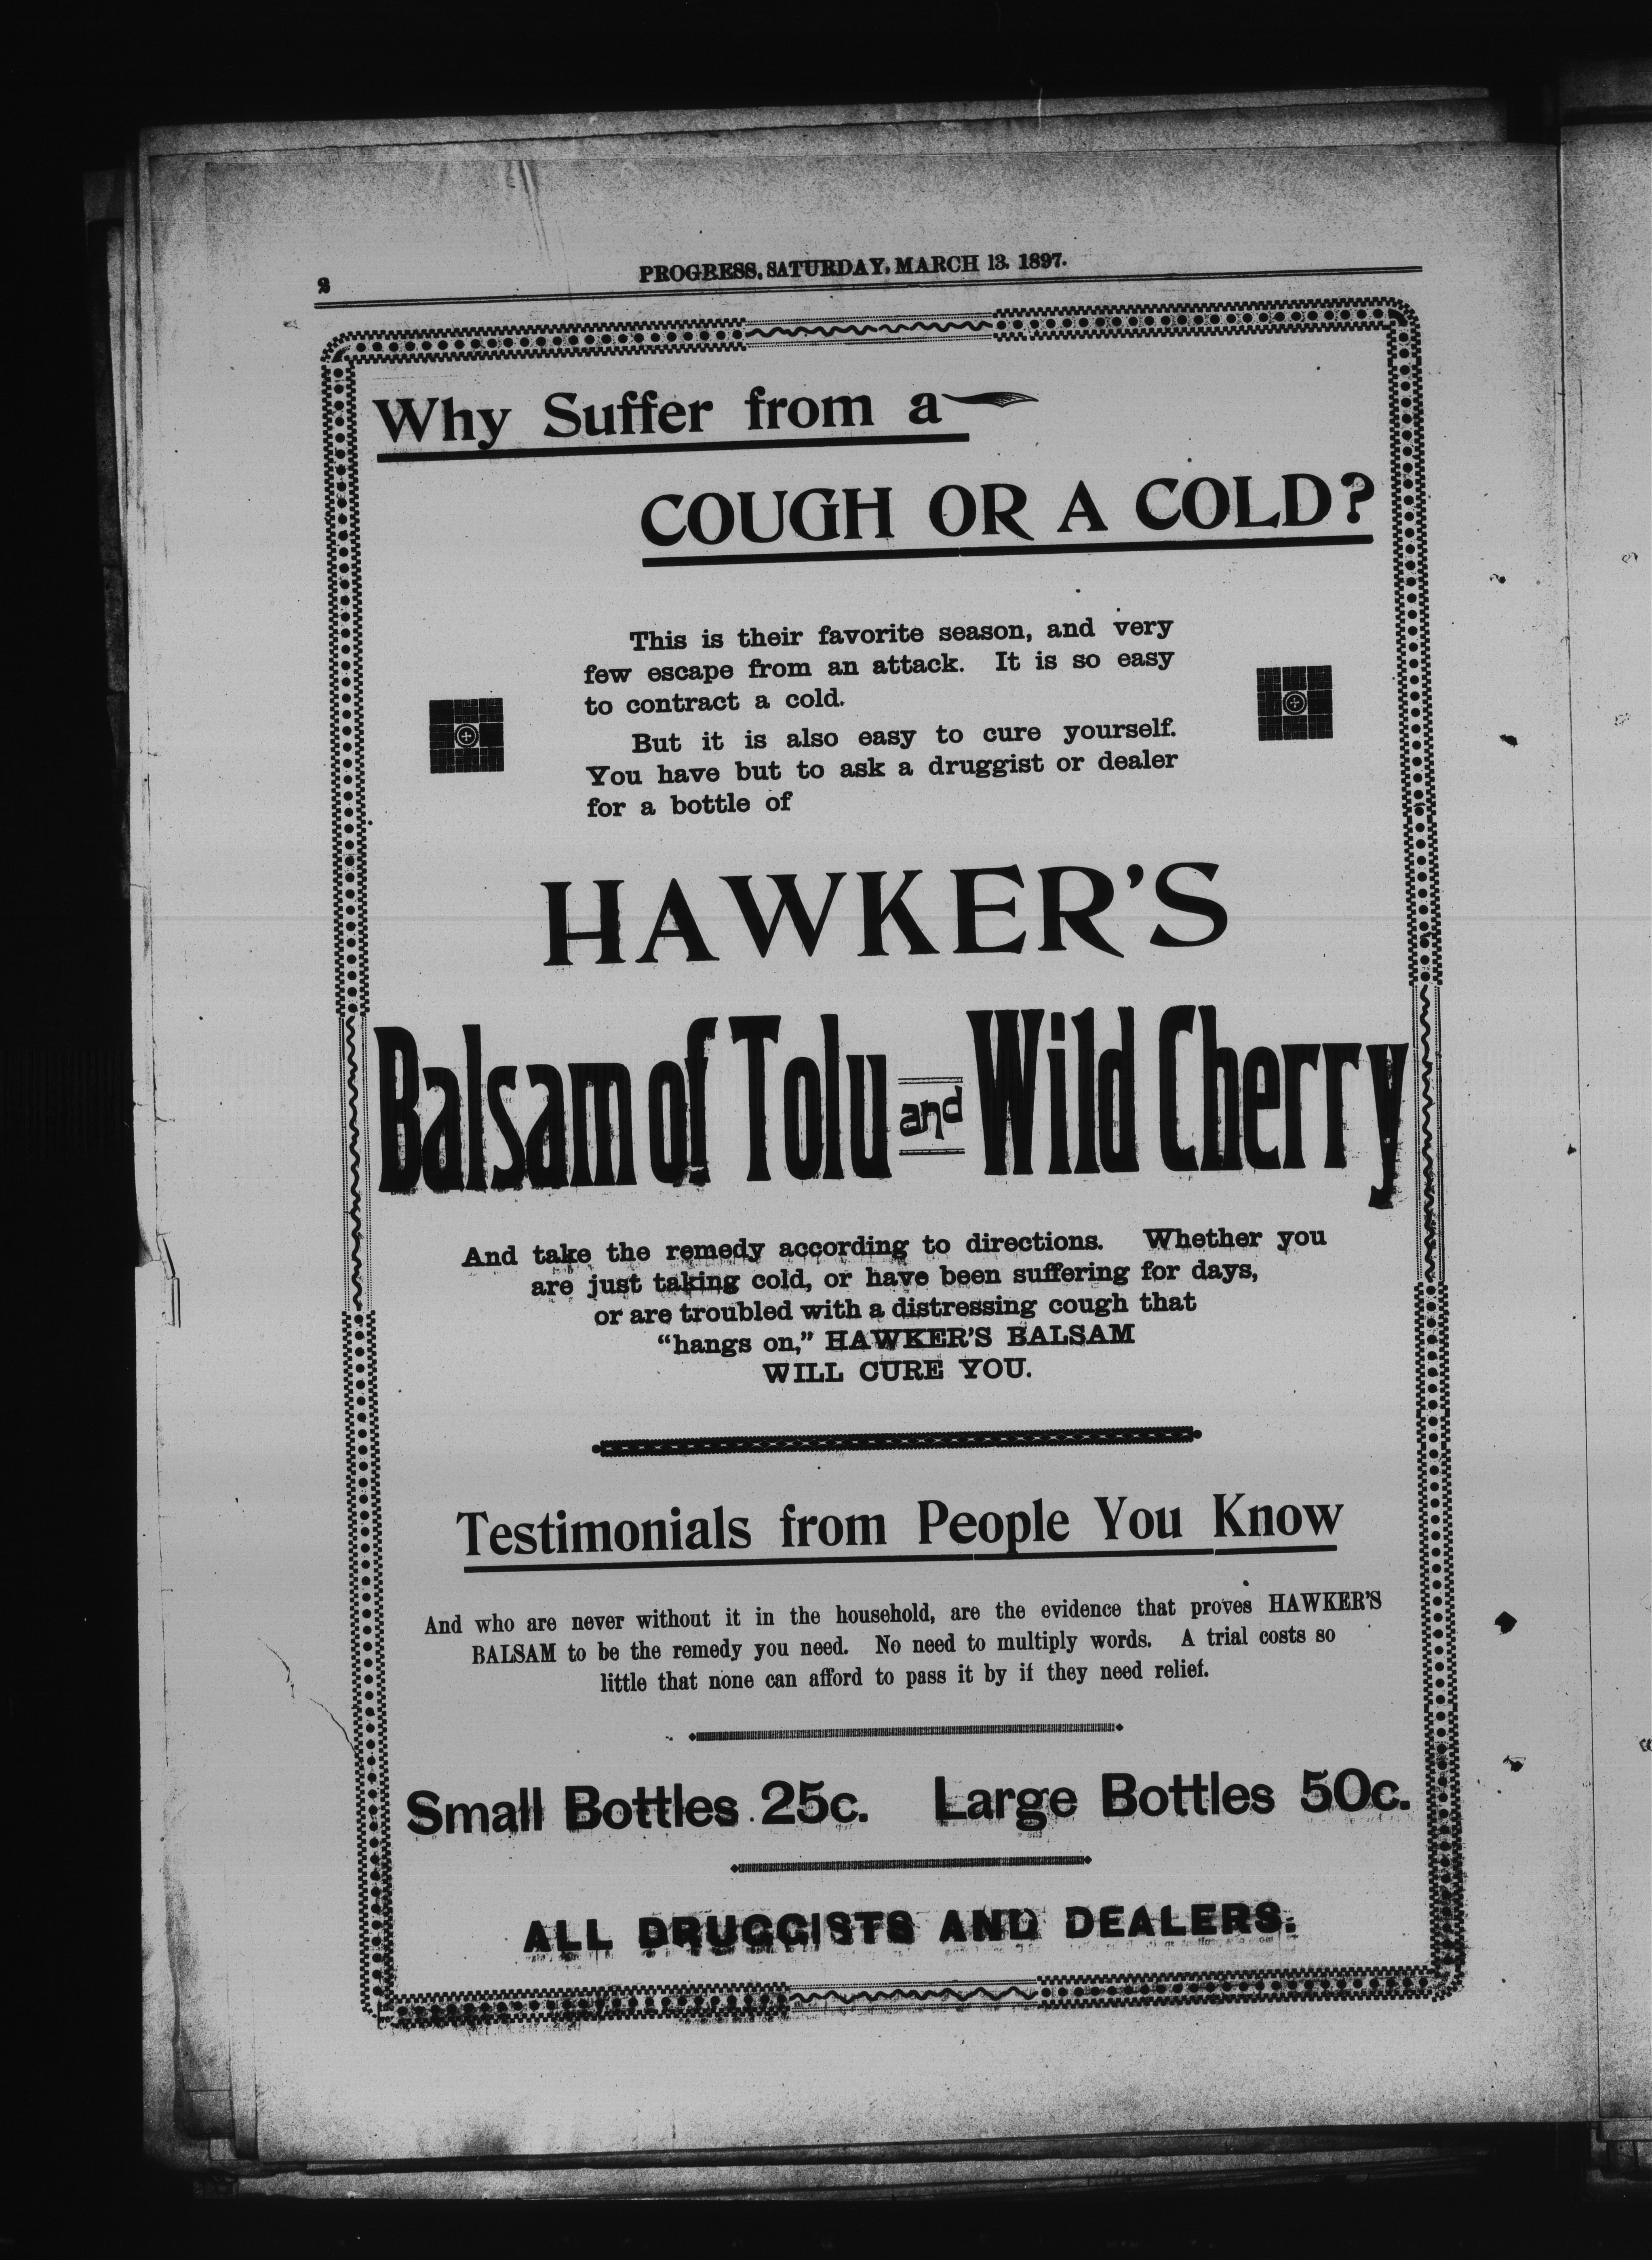 2
PROGRESS, SATURDAY, MARCH 13, 1897.
Why Suffer from a
COUGH OR A COLD?
This is their favorite season, and very
few escape from an attack. It is so easy
to contract a cold.
But it is also easy to cure yourself.
You have but to ask a druggist or dealer
for a bottle of
HAWKER'S
Balsam of Tolu and Wild Cherry
And take the remedy according to directions. Whether you
are just taking cold, or have been suffering for days,
or are troubled with a distressing cough that
"hangs on," HAWKER'S BALSAM
WILL CURE YOU.
Testimonials from People You Know
And who are never without it in the household, are the evidence that proves HAWKER'S
BALSAM to be the remedy you need. No need to multiply words. A trial costs so
little that none can afford to pass it by if they need relief.
Small Bottles 25c. Large Bottles 50c.
ALL DRUGGISTS AND DEALERS.